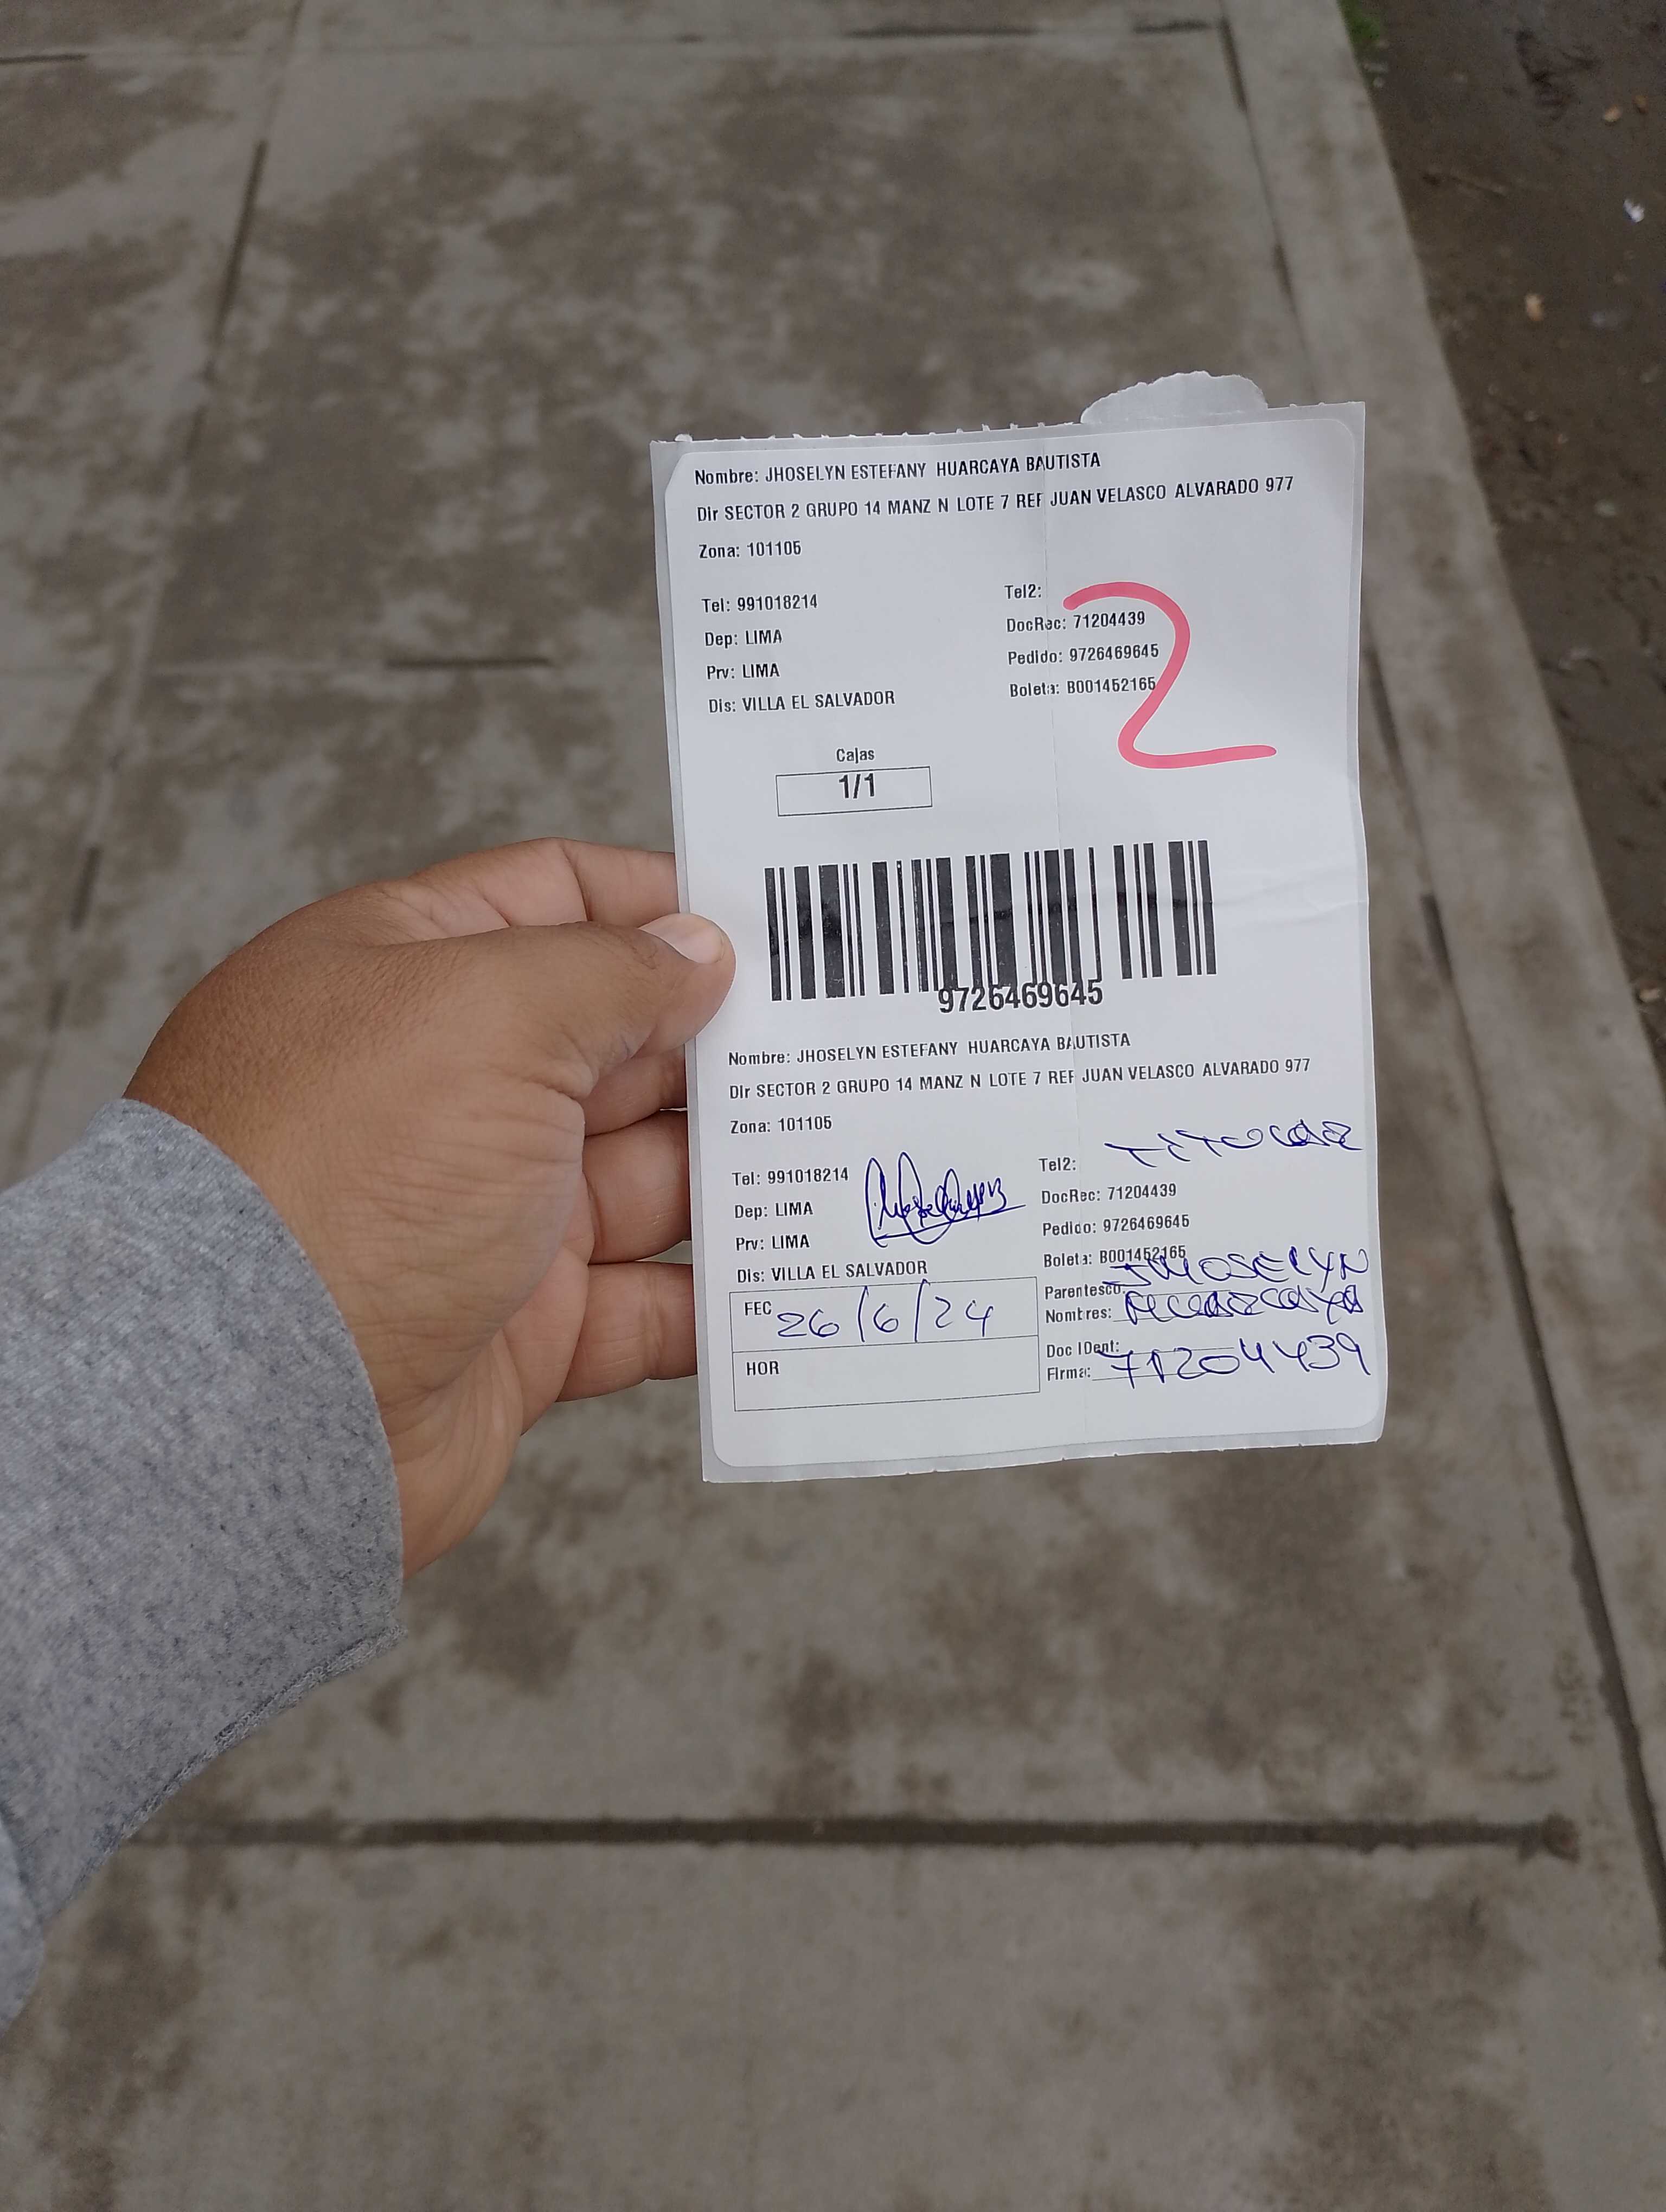 Nombre: JHOSELYN ESTEFANY HUARCAYA BAUTISTA
Dir SECTOR 2 GRUPO 14 MANZ N LOTE 7 REF JUAN VELASCO ALVARADO 977
Zona: 101105
Tel: 991018214
Dep: LIMA
Prv: LIMA
Dis: VILLA EL SALVADOR
Tel2:
DocRec: 71204439
Pedido: 9726469645
Boleta: B001452165
2
Cajas
1/1
9726469645
Nombre: JHOSELYN ESTEFANY HUARCAYA BAUTISTA
Dir SECTOR 2 GRUPO 14 MANZ N LOTE 7 REF JUAN VELASCO ALVARADO 977
Zona: 101105
Tel: 991018214
Dep: LIMA
Prv: LIMA
Dis: VILLA EL SALVADOR
FEC 26/6/24
HOR
TITULAR
Tel2:
DocRec: 71204439
Pedido: 9726469645
Boleta: B001452165
Parentesco: JHOSELYN
Nombres: HUARCAYA
Doc IDent:
Firma: 71204439